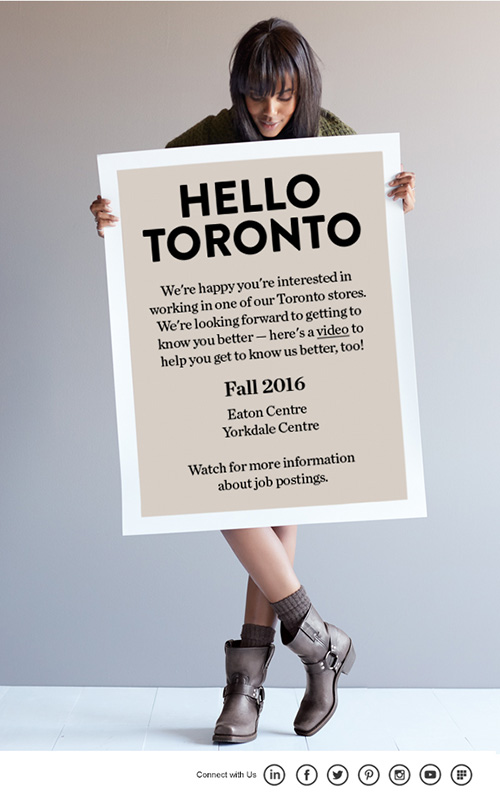 HELLO
TORONTO
We're happy you're interested in
working in one of our Toronto stores.
We're looking forward to getting to
know you better — here's a video to
help you get to know us better, too!
Fall 2016
Eaton Centre
Yorkdale Centre
Watch for more information
about job postings.
Connect with Us